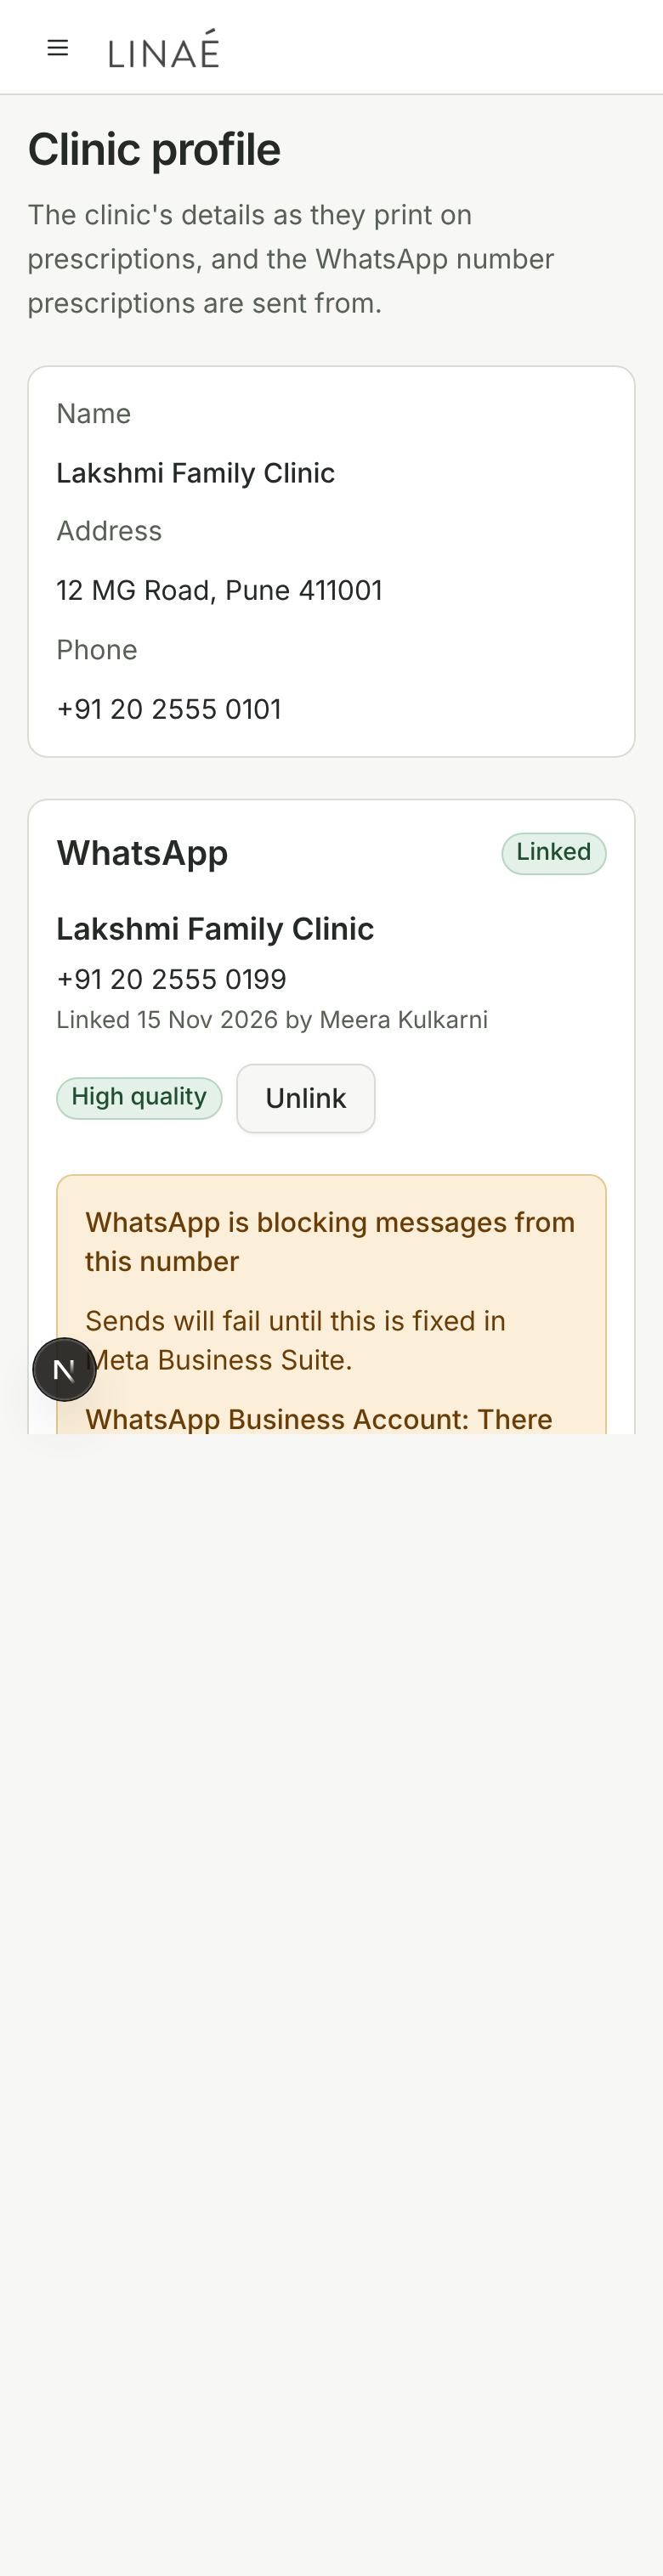 LINAÉ
Clinic profile
The clinic's details as they print on
prescriptions, and the WhatsApp number
prescriptions are sent from.
Name
Lakshmi Family Clinic
Address
12 MG Road, Pune 411001
Phone
+91 20 2555 0101
WhatsApp Linked
Lakshmi Family Clinic
+91 20 2555 0199
Linked 15 Nov 2026 by Meera Kulkarni
High quality Unlink
WhatsApp is blocking messages from
this number
Sends will fail until this is fixed in
Meta Business Suite.
N
WhatsApp Business Account: There